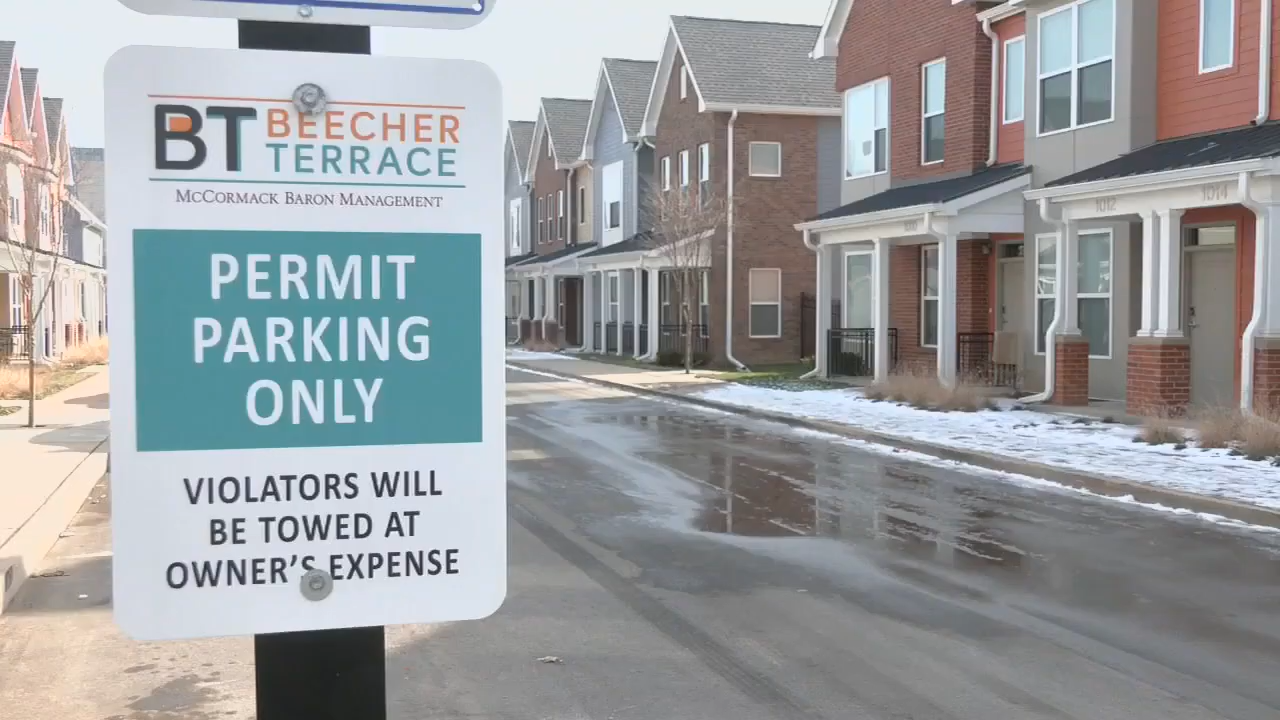 BT BEECHER
TERRACE
McCORMACK BARON MANAGEMENT
PERMIT
PARKING
ONLY
VIOLATORS WILL
BE TOWED AT
OWNER'S EXPENSE
1012
1014